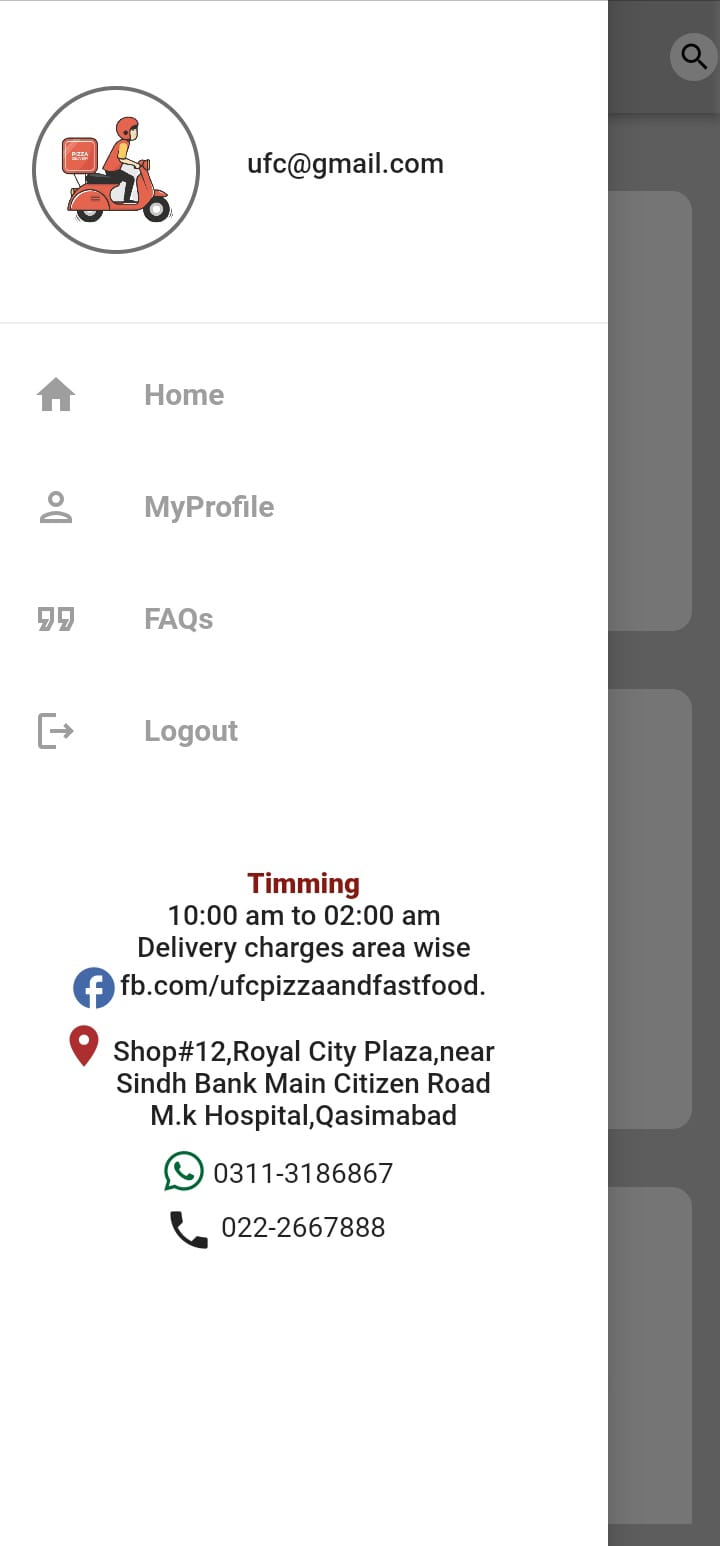 PIZZA
DELIVERY
ufc@gmail.com
Home
MyProfile
FAQs
Logout
Timming
10:00 am to 02:00 am
Delivery charges area wise
fb.com/ufcpizzaandfastfood.
Shop#12,Royal City Plaza,near
Sindh Bank Main Citizen Road
M.k Hospital,Qasimabad
0311-3186867
022-2667888